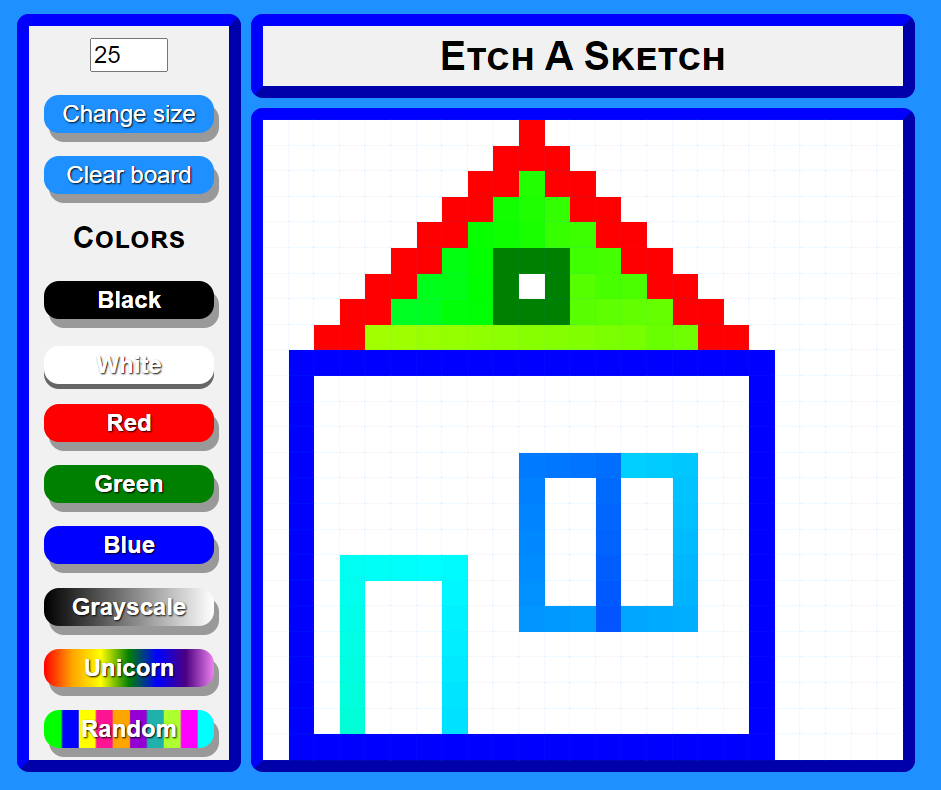 25
Change size
Clear board
Colors
Black
White
Red
Green
Blue
Grayscale
Unicorn
Random
Etch A Sketch